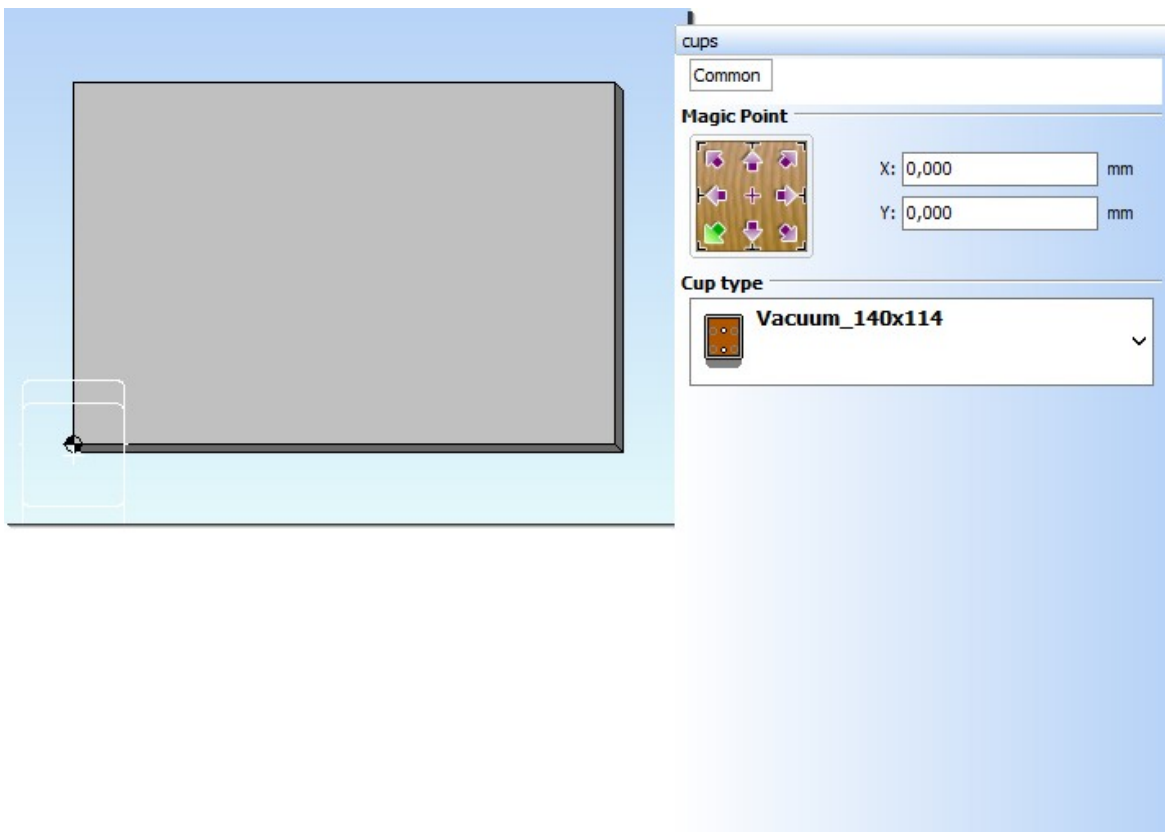 cups
Common
Magic Point
X: 0,000 mm
Y: 0,000 mm
Cup type
Vacuum_140x114